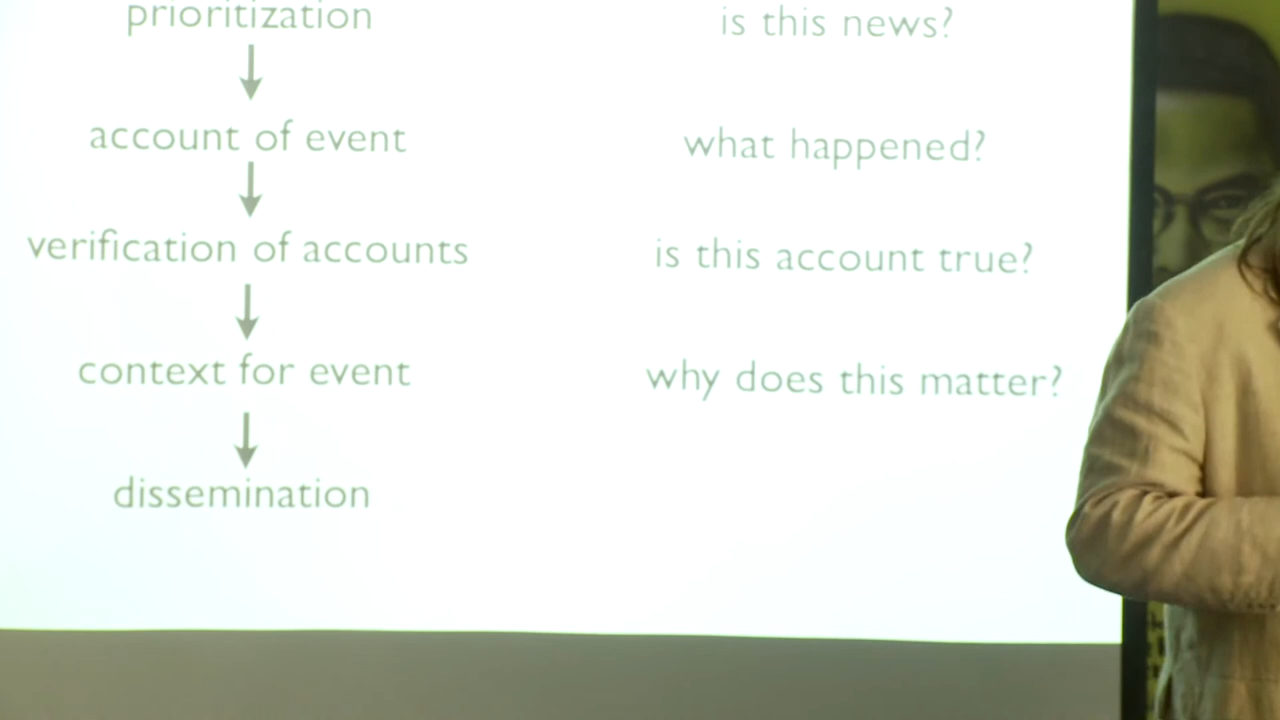 prioritization
is this news?
account of event
what happened?
verification of accounts
is this account true?
context for event
why does this matter?
dissemination